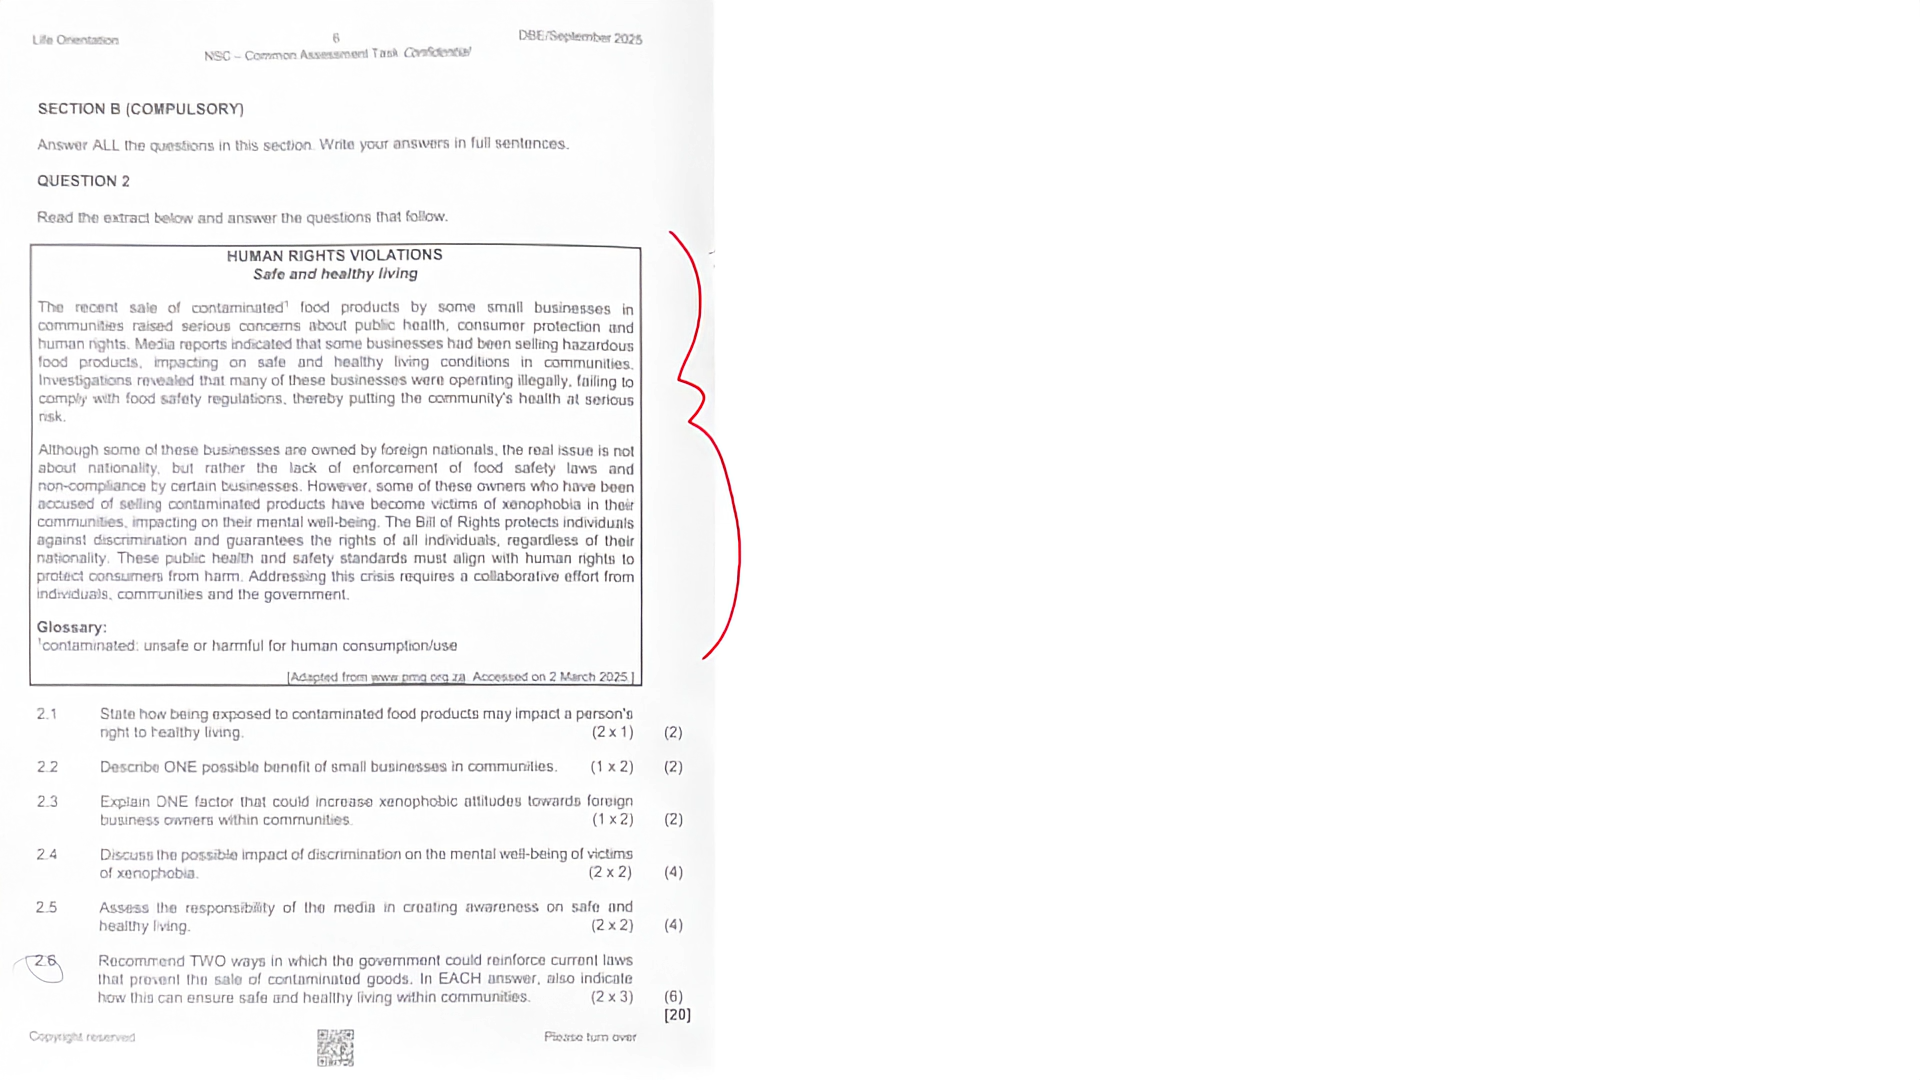 Life Orientation 6 DBE/September 2025
NSC – Common Assessment Task Confidential
SECTION B (COMPULSORY)
Answer ALL the questions in this section. Write your answers in full sentences.
QUESTION 2
Read the extract below and answer the questions that follow.
HUMAN RIGHTS VIOLATIONS
Safe and healthy living
The recent sale of contaminated¹ food products by some small businesses in
communities raised serious concerns about public health, consumer protection and
human rights. Media reports indicated that some businesses had been selling hazardous
food products, impacting on safe and healthy living conditions in communities.
Investigations revealed that many of these businesses were operating illegally, failing to
comply with food safety regulations, thereby putting the community's health at serious
risk.
Although some of these businesses are owned by foreign nationals, the real issue is not
about nationality, but rather the lack of enforcement of food safety laws and
non-compliance by certain businesses. However, some of these owners who have been
accused of selling contaminated products have become victims of xenophobia in their
communities, impacting on their mental well-being. The Bill of Rights protects individuals
against discrimination and guarantees the rights of all individuals, regardless of their
nationality. These public health and safety standards must align with human rights to
protect consumers from harm. Addressing this crisis requires a collaborative effort from
individuals, communities and the government.
Glossary:
¹contaminated: unsafe or harmful for human consumption/use
[Adapted from www.pmg.org.za. Accessed on 2 March 2025.]
2.1 State how being exposed to contaminated food products may impact a person's
right to healthy living. (2 x 1) (2)
2.2 Describe ONE possible benefit of small businesses in communities. (1 x 2) (2)
2.3 Explain ONE factor that could increase xenophobic attitudes towards foreign
business owners within communities. (1 x 2) (2)
2.4 Discuss the possible impact of discrimination on the mental well-being of victims
of xenophobia. (2 x 2) (4)
2.5 Assess the responsibility of the media in creating awareness on safe and
healthy living. (2 x 2) (4)
2.6 Recommend TWO ways in which the government could reinforce current laws
that prevent the sale of contaminated goods. In EACH answer, also indicate
how this can ensure safe and healthy living within communities. (2 x 3) (6)
[20]
Copyright reserved Please turn over